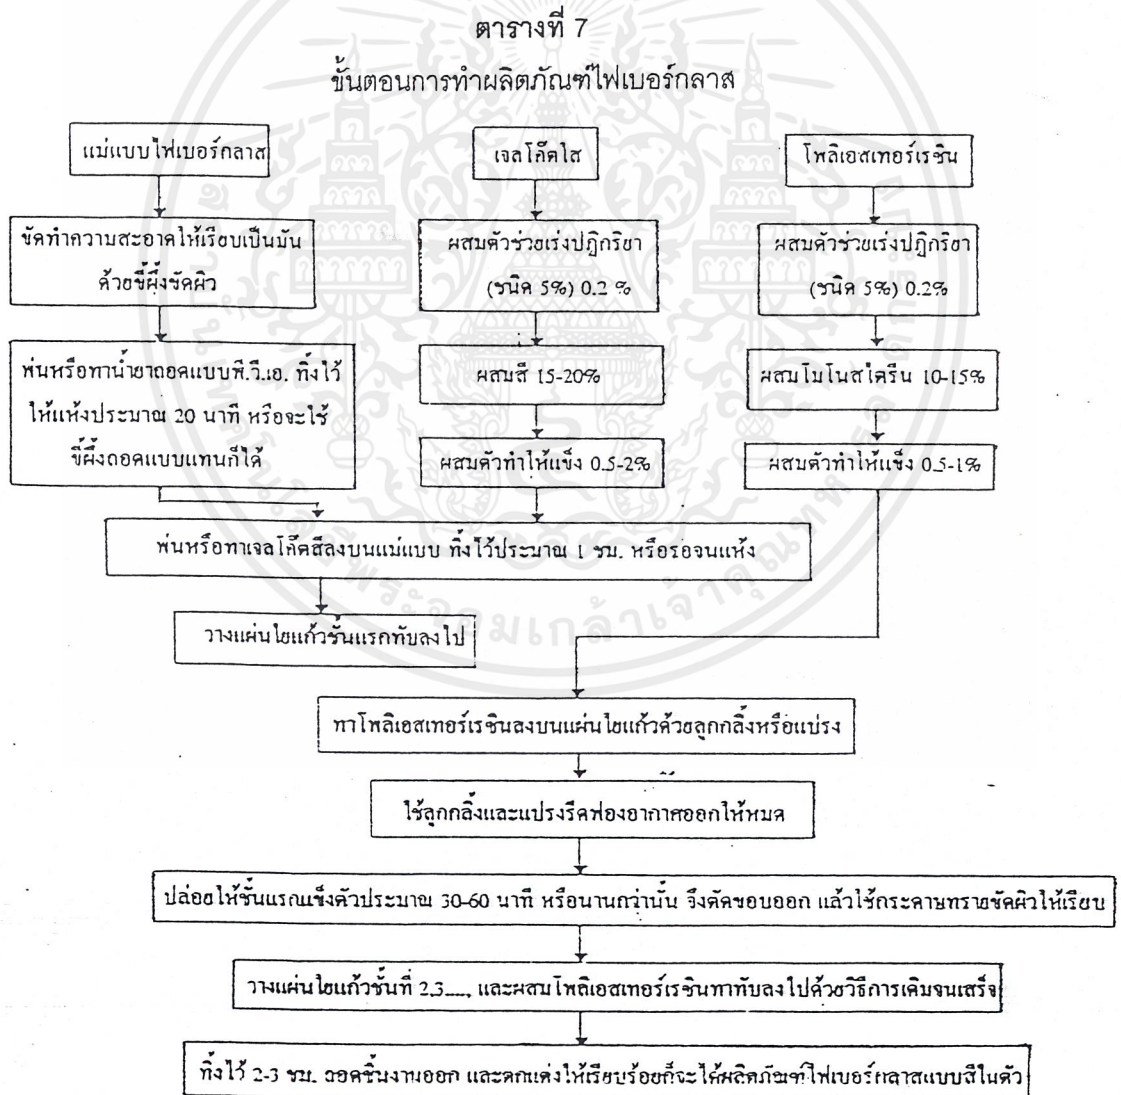 ตารางที่ 7
ขั้นตอนการทำผลิตภัณฑ์ไฟเบอร์กลาส
แม่แบบไฟเบอร์กลาส
เจลโค๊ตใส
โพลิเอสเทอร์เรซิน
ขัดทำความสะอาดให้เรียบเป็นมัน
ด้วยขี้ผึ้งขัดผิว
ผสมตัวช่วยเร่งปฏิกริยา
(ชนิด 5%) 0.2 %
ผสมตัวช่วยเร่งปฏิกริยา
(ชนิด 5%) 0.2%
พ่นหรือทาน้ำยาถอดแบบพี.วี.เอ. ทิ้งไว้
ให้แห้งประมาณ 20 นาที หรือจะใช้
ขี้ผึ้งถอดแบบแทนก็ได้
ผสมสี 15-20%
ผสมโมโนสไตรีน 10-15%
ผสมตัวทำให้แข็ง 0.5-2%
ผสมตัวทำให้แข็ง 0.5-1%
พ่นหรือทาเจลโค๊ตสีลงบนแม่แบบ ทิ้งไว้ประมาณ 1 ชม. หรือรอจนแห้ง
วางแผ่นใยแก้วชั้นแรกทับลงไป
ทาโพลิเอสเทอร์เรซินลงบนแผ่นใยแก้วด้วยลูกกลิ้งหรือแปรง
ใช้ลูกกลิ้งและแปรงรีดฟองอากาศออกให้หมด
ปล่อยให้ชั้นแรกแข็งตัวประมาณ 30-60 นาที หรือนานกว่านั้น จึงตัดขอบออก แล้วใช้กระดาษทรายขัดผิวให้เรียบ
วางแผ่นใยแก้วชั้นที่ 2,3...., และผสมโพลิเอสเทอร์เรซินทาทับลงไปด้วยวิธีการเดิมจนเสร็จ
ทิ้งไว้ 2-3 ชม. ถอดชิ้นงานออก และตกแต่งให้เรียบร้อยก็จะได้ผลิตภัณฑ์ไฟเบอร์กลาสแบบสีในตัว
พระจอมเกล้าเจ้าคุณทหาร